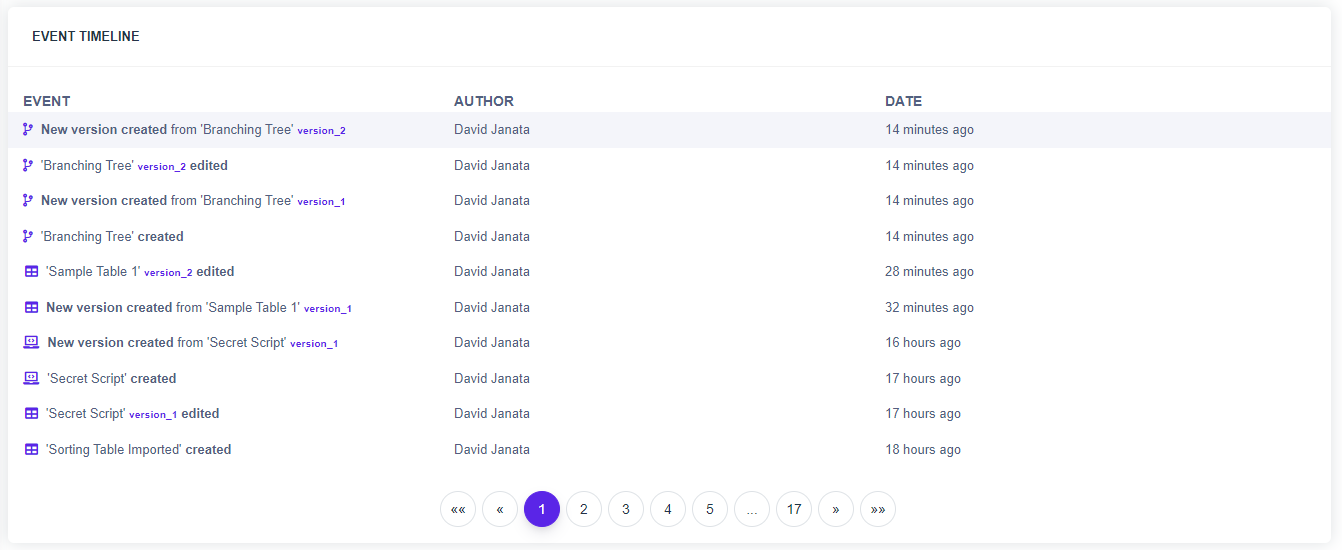 EVENT TIMELINE
EVENT AUTHOR DATE
New version created from 'Branching Tree' version_2 David Janata 14 minutes ago
'Branching Tree' version_2 edited David Janata 14 minutes ago
New version created from 'Branching Tree' version_1 David Janata 14 minutes ago
'Branching Tree' created David Janata 14 minutes ago
'Sample Table 1' version_2 edited David Janata 28 minutes ago
New version created from 'Sample Table 1' version_1 David Janata 32 minutes ago
New version created from 'Secret Script' version_1 David Janata 16 hours ago
'Secret Script' created David Janata 17 hours ago
'Secret Script' version_1 edited David Janata 17 hours ago
'Sorting Table Imported' created David Janata 18 hours ago
«« « 1 2 3 4 5 ... 17 » »»